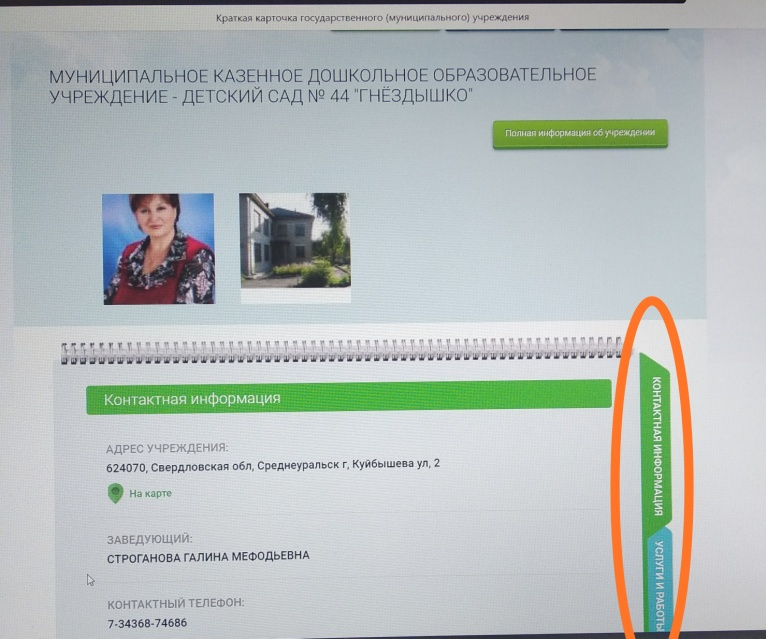 Краткая карточка государственного (муниципального) учреждения
МУНИЦИПАЛЬНОЕ КАЗЕННОЕ ДОШКОЛЬНОЕ ОБРАЗОВАТЕЛЬНОЕ
УЧРЕЖДЕНИЕ - ДЕТСКИЙ САД № 44 "ГНЁЗДЫШКО"
Полная информация об учреждении
Контактная информация
АДРЕС УЧРЕЖДЕНИЯ:
624070, Свердловская обл, Среднеуральск г, Куйбышева ул, 2
На карте
ЗАВЕДУЮЩИЙ:
СТРОГАНОВА ГАЛИНА МЕФОДЬЕВНА
КОНТАКТНЫЙ ТЕЛЕФОН:
7-34368-74686
КОНТАКТНАЯ ИНФОРМАЦИЯ
УСЛУГИ И РАБОТЫ